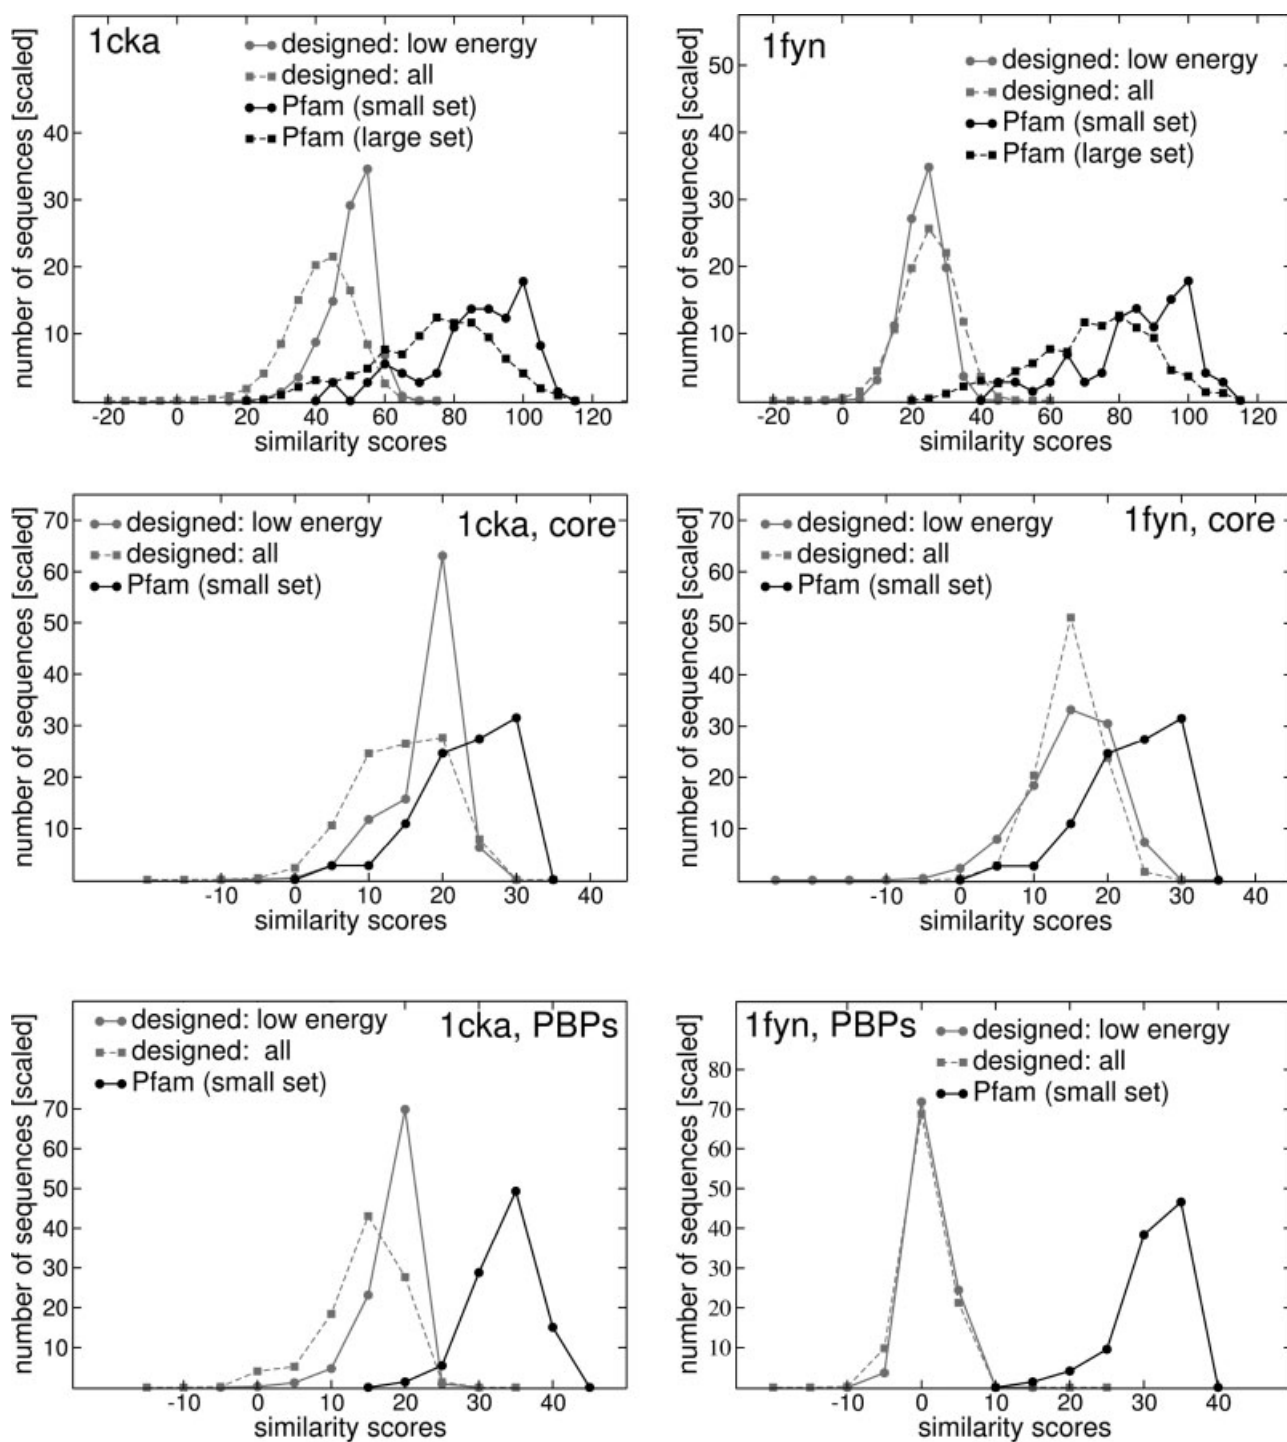 1cka
designed: low energy
designed: all
Pfam (small set)
Pfam (large set)
number of sequences [scaled]
40
30
20
10
-20 0 20 40 60 80 100 120
similarity scores
1fyn
designed: low energy
designed: all
Pfam (small set)
Pfam (large set)
number of sequences [scaled]
50
40
30
20
10
-20 0 20 40 60 80 100 120
similarity scores
1cka, core
designed: low energy
designed: all
Pfam (small set)
number of sequences [scaled]
70
60
50
40
30
20
10
-10 0 10 20 30 40
similarity scores
1fyn, core
designed: low energy
designed: all
Pfam (small set)
number of sequences [scaled]
70
60
50
40
30
20
10
-10 0 10 20 30 40
similarity scores
1cka, PBPs
designed: low energy
designed: all
Pfam (small set)
number of sequences [scaled]
70
60
50
40
30
20
10
-10 0 10 20 30 40
similarity scores
1fyn, PBPs
designed: low energy
designed: all
Pfam (small set)
number of sequences [scaled]
80
70
60
50
40
30
20
10
-10 0 10 20 30 40
similarity scores